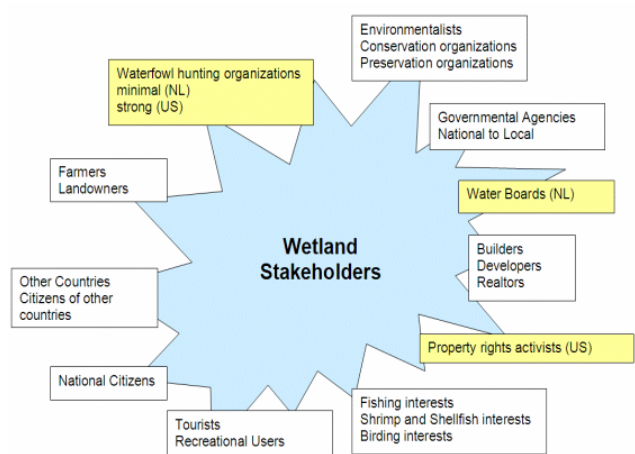 Environmentalists
Conservation organizations
Preservation organizations
Waterfowl hunting organizations
minimal (NL)
strong (US)
Governmental Agencies
National to Local
Farmers
Landowners
Water Boards (NL)
Wetland
Stakeholders
Builders
Developers
Realtors
Other Countries
Citizens of other
countries
Property rights activists (US)
National Citizens
Fishing interests
Shrimp and Shellfish interests
Birding interests
Tourists
Recreational Users